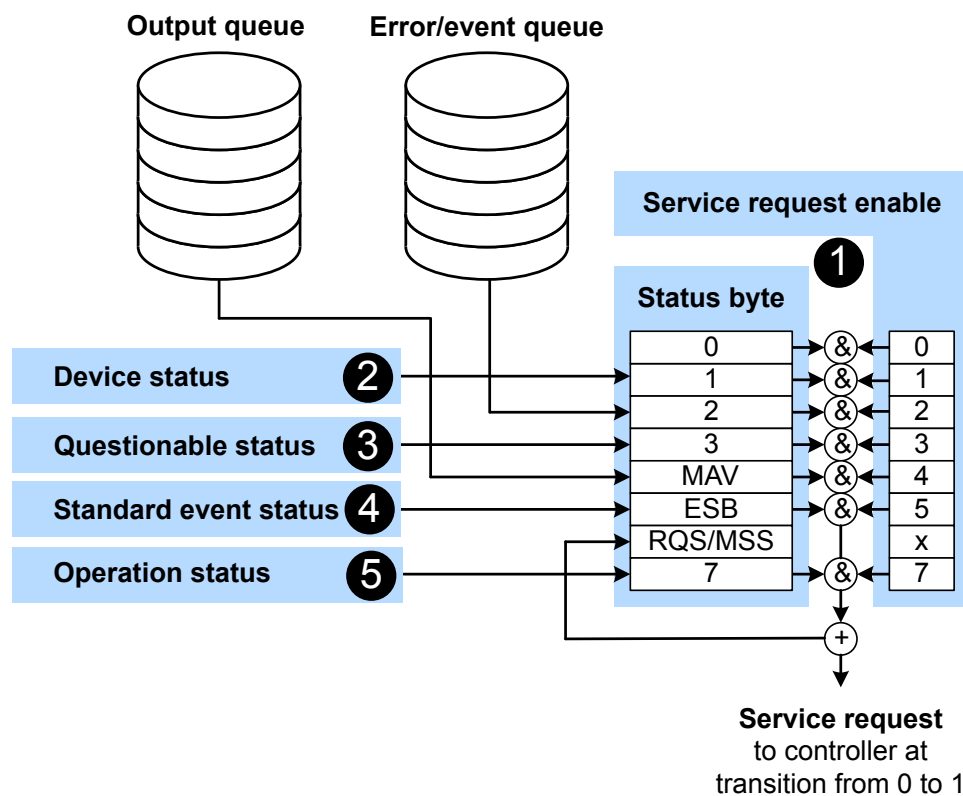 Output queue
Error/event queue
Service request enable
1
Status byte
0 & 0
Device status 2
1 & 1
2 & 2
Questionable status 3
3 & 3
MAV & 4
Standard event status 4
ESB & 5
RQS/MSS x
Operation status 5
7 & 7
+
Service request
to controller at
transition from 0 to 1